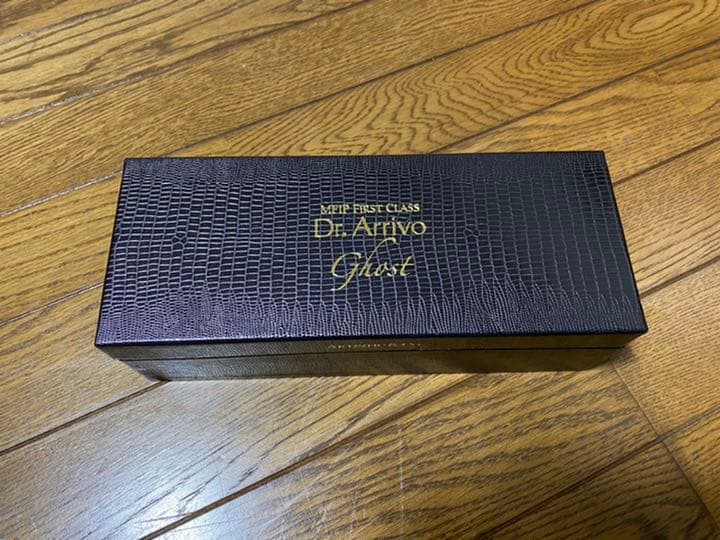 MFIP FIRST CLASS
Dr. Arrivo
Ghost